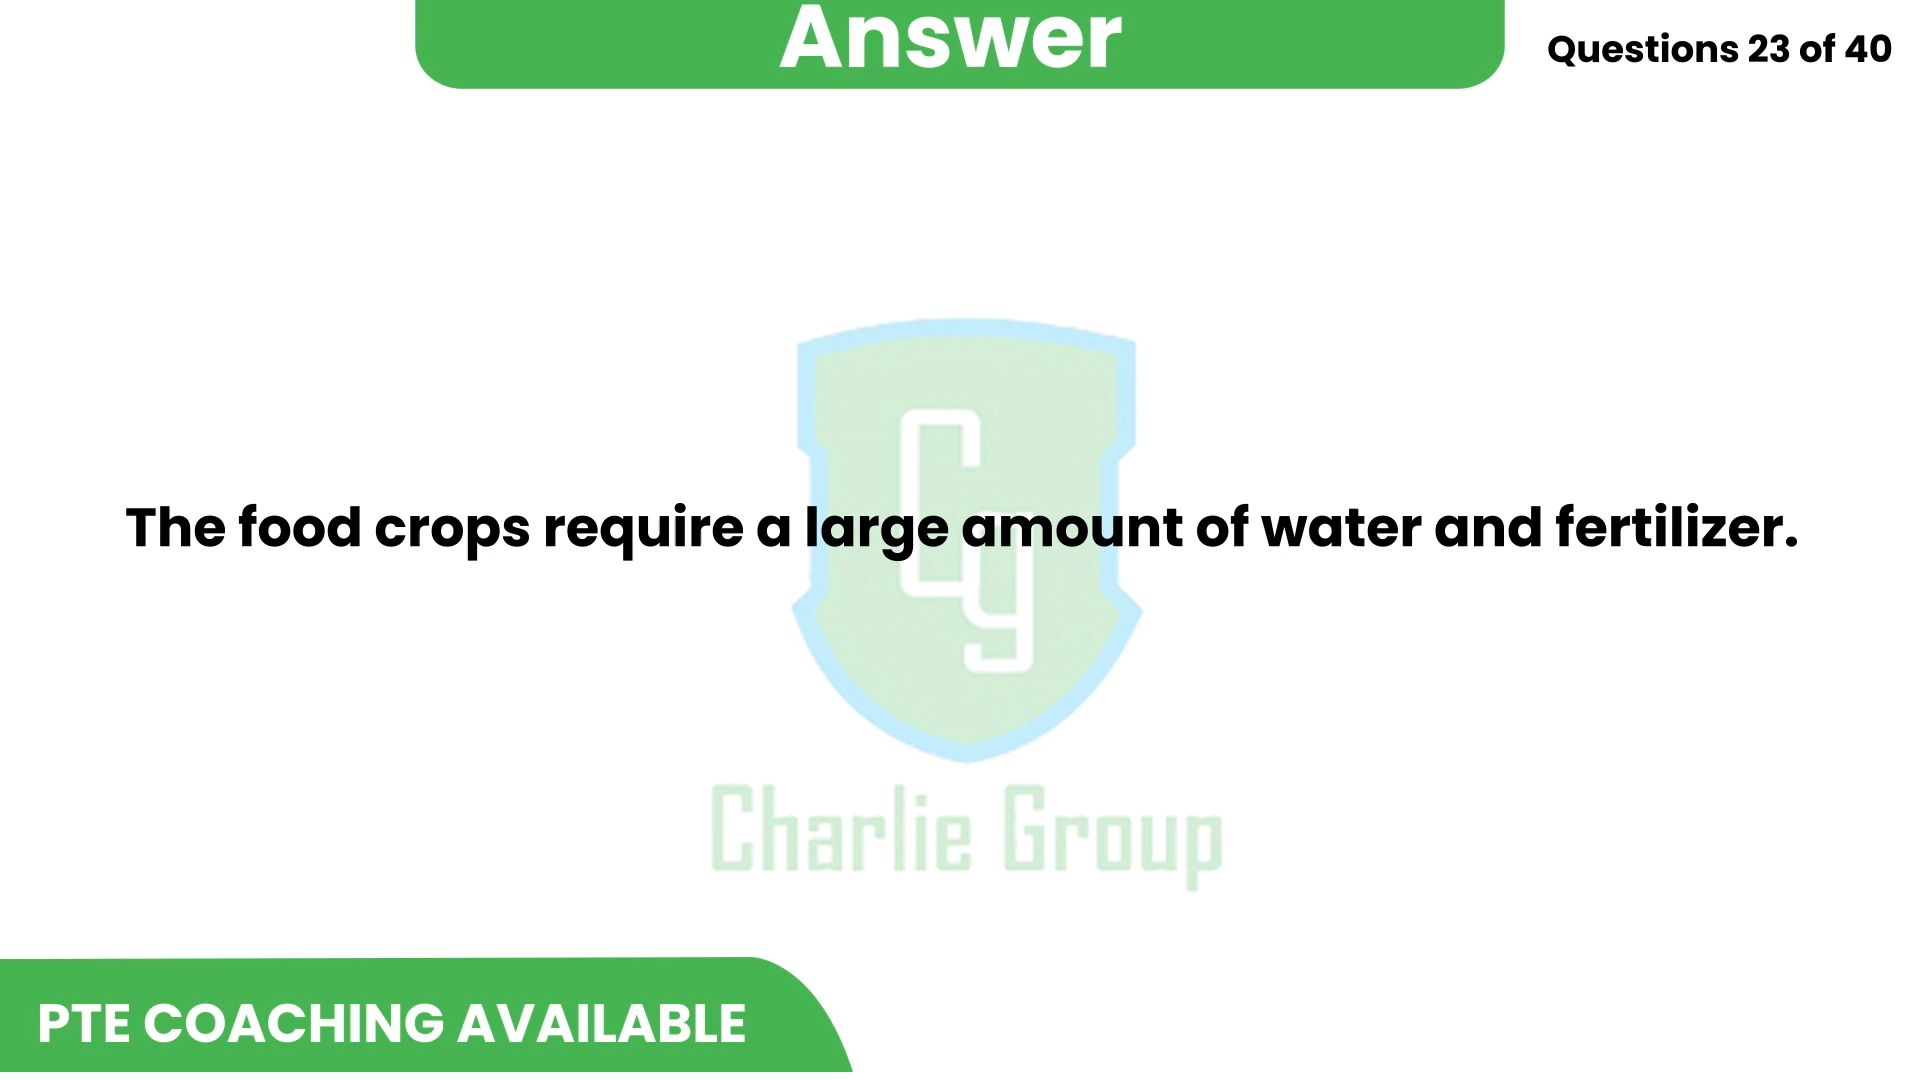 Answer
Questions 23 of 40
The food crops require a large amount of water and fertilizer.
Cg
Charlie Group
PTE COACHING AVAILABLE